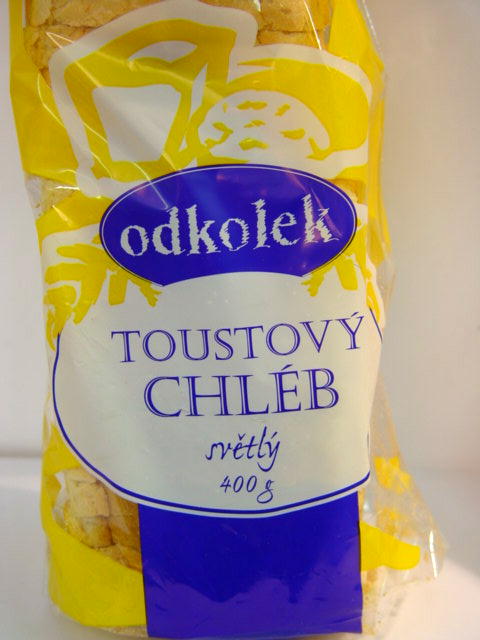 odkolek
TOUSTOVÝ
CHLÉB
světlý
400 g